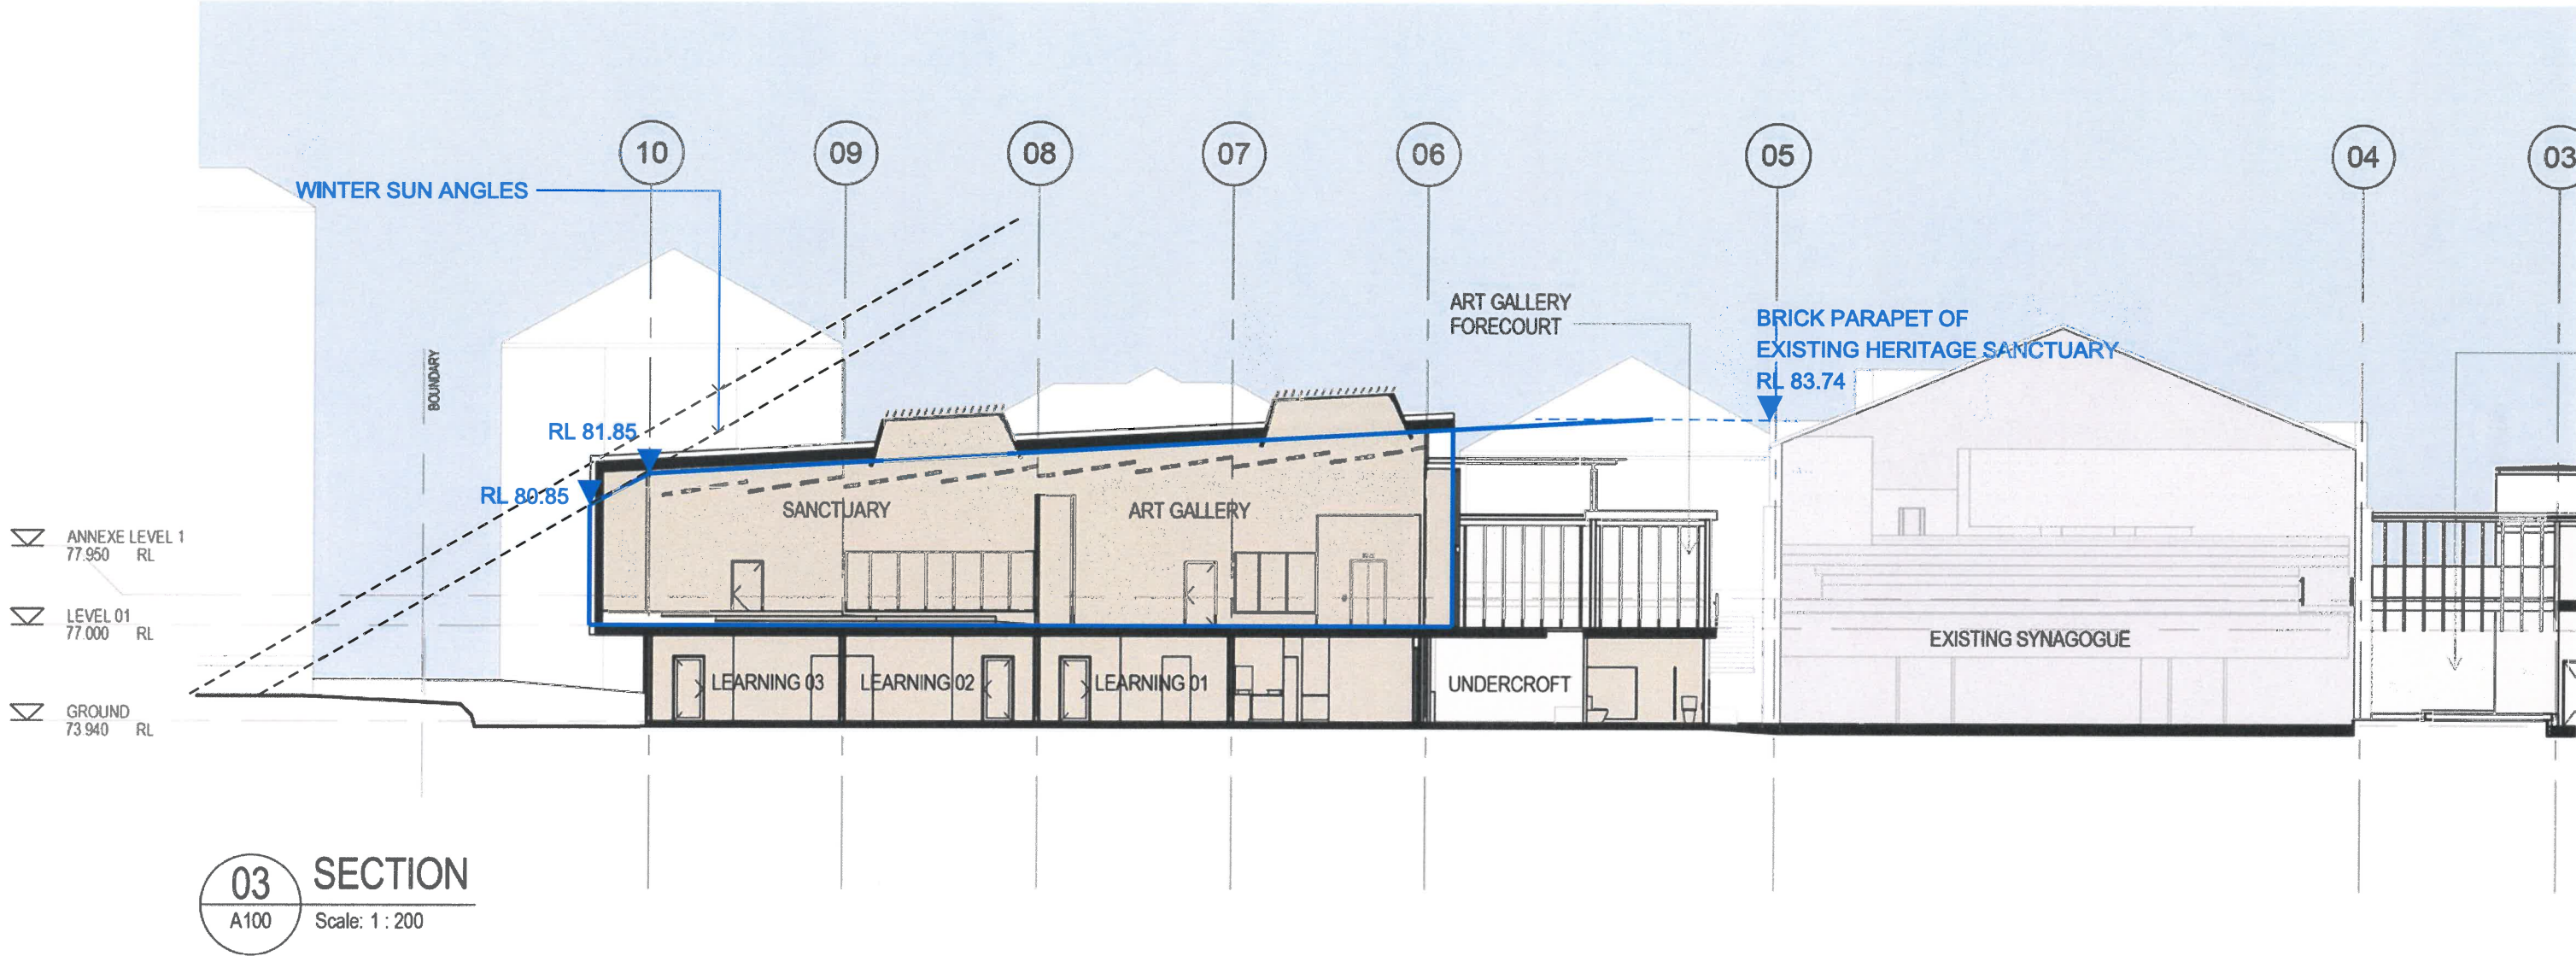 10
09
08
07
06
05
04
03
WINTER SUN ANGLES
ART GALLERY
FORECOURT
BRICK PARAPET OF
EXISTING HERITAGE SANCTUARY
RL 83.74
BOUNDARY
RL 81.85
RL 80.85
SANCTUARY
ART GALLERY
ANNEXE LEVEL 1
77.950 RL
LEVEL 01
77.000 RL
EXISTING SYNAGOGUE
LEARNING 03
LEARNING 02
LEARNING 01
UNDERCROFT
GROUND
73 940 RL
03
A100
SECTION
Scale: 1 : 200